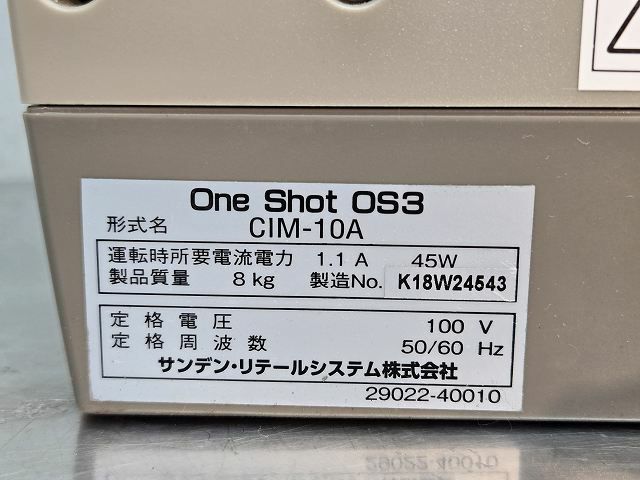 One Shot OS3
形式名 CIM-10A
運転時所要電流電力 1.1 A 45W
製品質量 8 kg 製造No. K18W24543
定格電圧 100 V
定格周波数 50/60 Hz
サンデン・リテールシステム株式会社
29022-40010